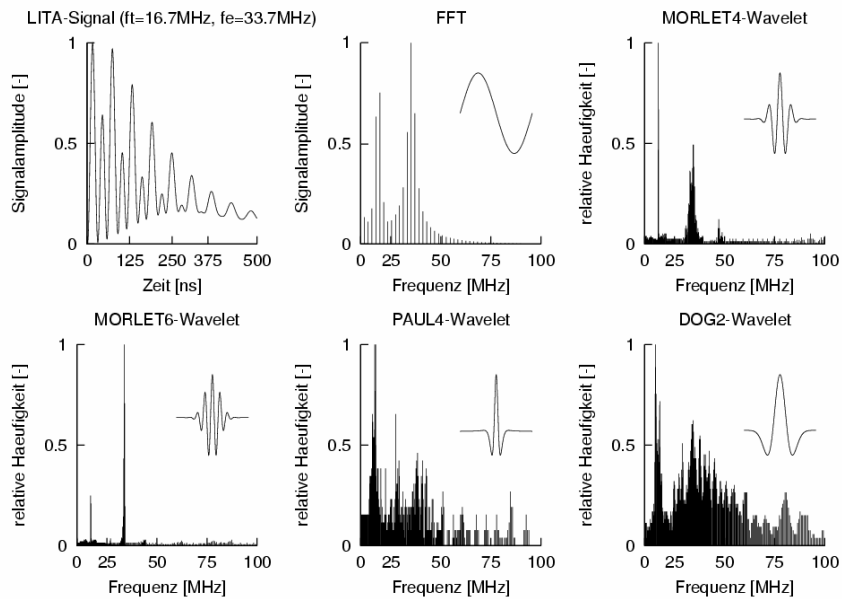 LITA-Signal (ft=16.7MHz, fe=33.7MHz)
Signalamplitude [-]
1
0.5
0
0 125 250 375 500
Zeit [ns]
FFT
Signalamplitude [-]
1
0.5
0
0 25 50 75 100
Frequenz [MHz]
MORLET4-Wavelet
relative Haeufigkeit [-]
1
0.5
0
0 25 50 75 100
Frequenz [MHz]
MORLET6-Wavelet
relative Haeufigkeit [-]
1
0.5
0
0 25 50 75 100
Frequenz [MHz]
PAUL4-Wavelet
relative Haeufigkeit [-]
1
0.5
0
0 25 50 75 100
Frequenz [MHz]
DOG2-Wavelet
relative Haeufigkeit [-]
1
0.5
0
0 25 50 75 100
Frequenz [MHz]